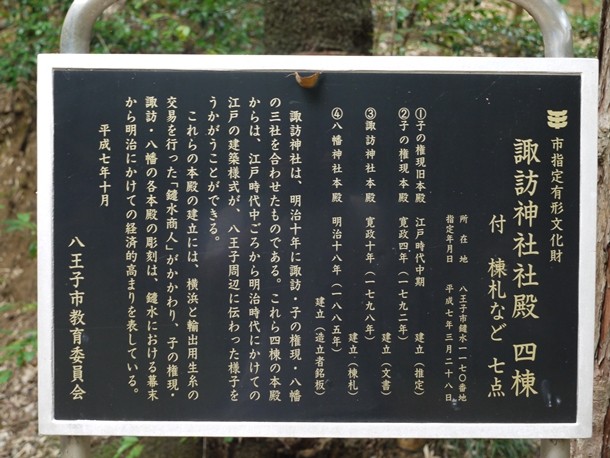 市指定有形文化財
諏訪神社社殿 四棟
付 棟札など 七点
所在地 八王子市鑓水一一七〇番地
指定年月日 平成七年三月二十八日
①子の権現旧本殿 江戸時代中期 建立(推定)
②子の権現本殿 寛政四年(一七九二年)
建立(文書)
③諏訪神社本殿 寛政十年(一七九八年)
建立(棟札)
④八幡神社本殿 明治十八年(一八八五年)
建立(造立者銘板)
諏訪神社は、明治十年に諏訪・子の権現・八幡
の三社を合わせたものである。これら四棟の本殿
からは、江戸時代中ごろから明治時代にかけての
江戸の建築様式が、八王子周辺に伝わった様子を
うかがうことができる。
これらの本殿の建立には、横浜と輸出用生糸の
交易を行った「鑓水商人」がかかわり、子の権現・
諏訪・八幡の各本殿の彫刻は、鑓水における幕末
から明治にかけての経済的高まりを表している。
平成七年十月
八王子市教育委員会